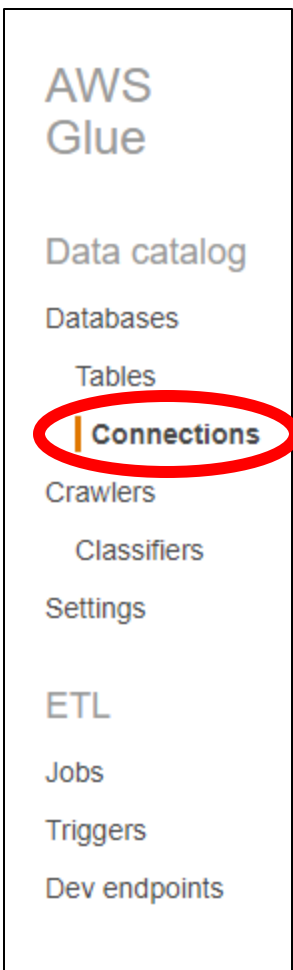 AWS
Glue
Data catalog
Databases
Tables
Connections
Crawlers
Classifiers
Settings
ETL
Jobs
Triggers
Dev endpoints